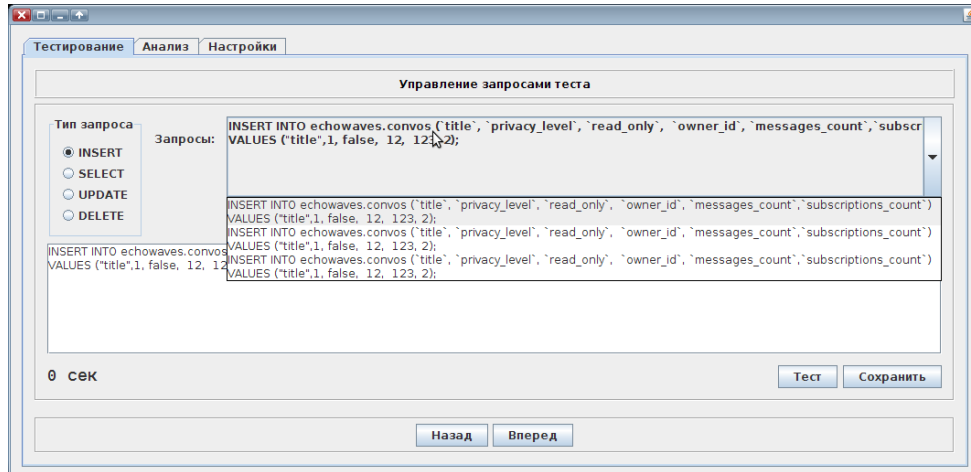 Тестирование Анализ Настройки
Управление запросами теста
Тип запроса
INSERT
SELECT
UPDATE
DELETE
Запросы:
INSERT INTO echowaves.convos (`title`, `privacy_level`, `read_only`,  `owner_id`, `messages_count`,`subscr
VALUES ("title",1, false,  12,  123, 2);
INSERT INTO echowaves.convos (`title`, `privacy_level`, `read_only`,  `owner_id`, `messages_count`,`subscriptions_count`)
VALUES ("title",1, false,  12,  123, 2);
INSERT INTO echowaves.convos (`title`, `privacy_level`, `read_only`,  `owner_id`, `messages_count`,`subscriptions_count`)
VALUES ("title",1, false,  12,  123, 2);
INSERT INTO echowaves.convos (`title`, `privacy_level`, `read_only`,  `owner_id`, `messages_count`,`subscriptions_count`)
VALUES ("title",1, false,  12,  123, 2);
INSERT INTO echowaves.convos
VALUES ("title",1, false,  12,  12
0 сек
Тест Сохранить
Назад Вперед